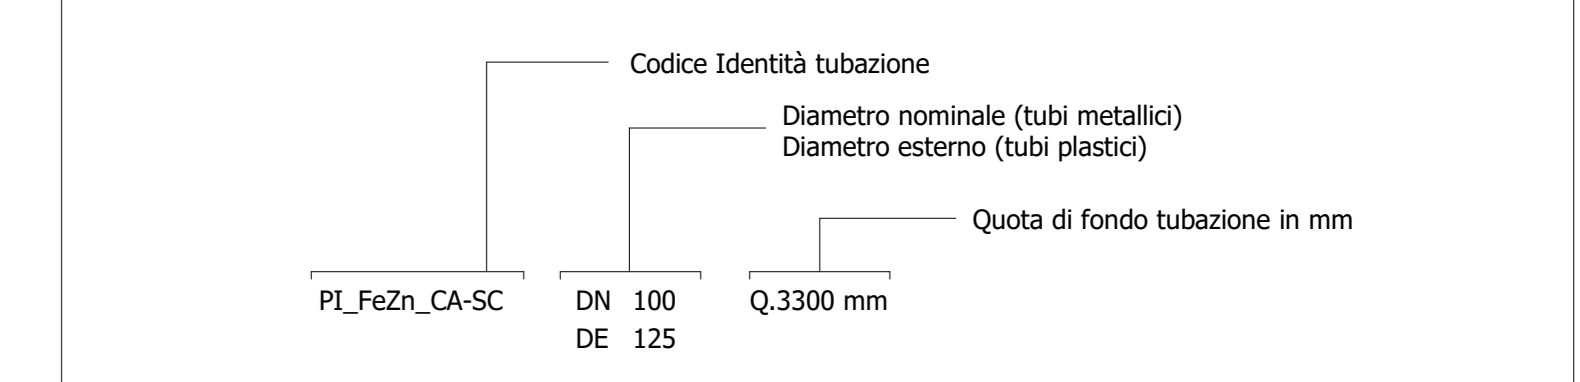 Codice Identità tubazione
Diametro nominale (tubi metallici)
Diametro esterno (tubi plastici)
Quota di fondo tubazione in mm
PI_FeZn_CA-SC DN 100 Q.3300 mm
DE 125